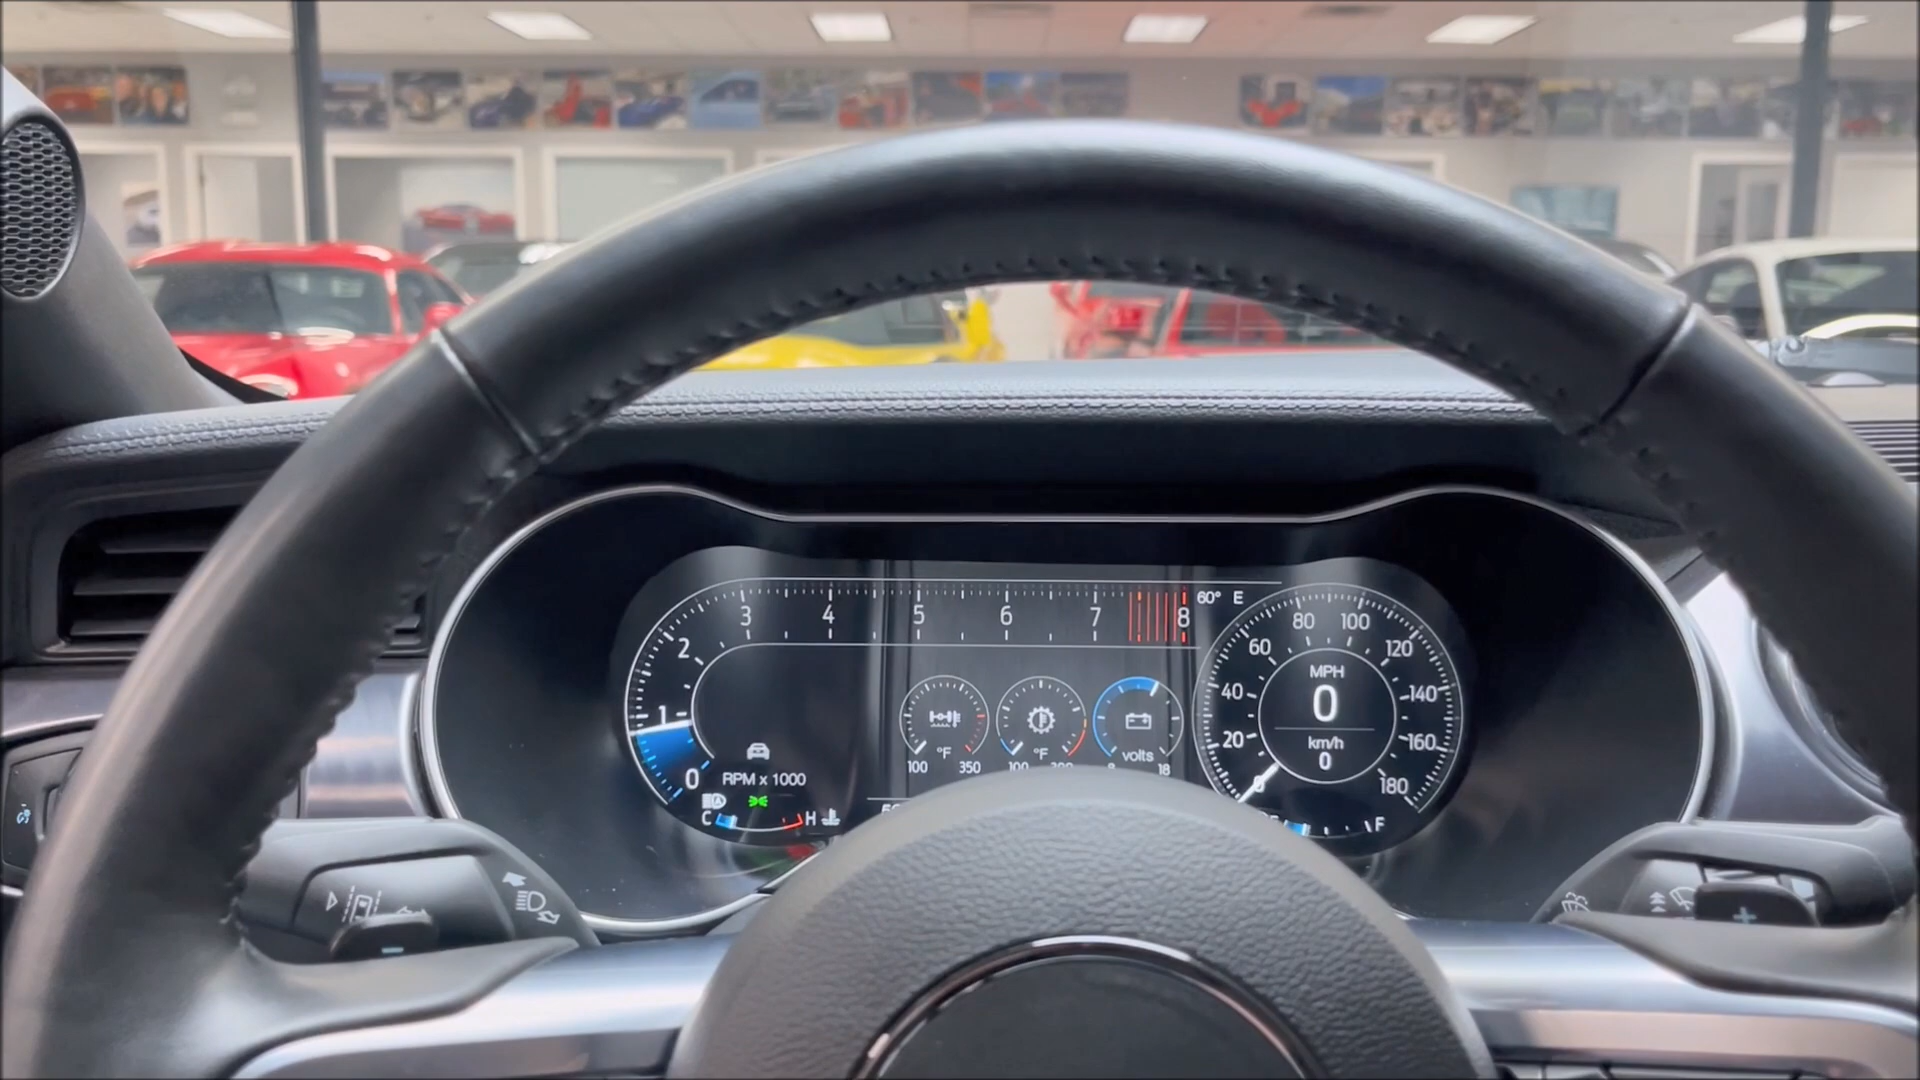 3 4 5 6 7 8
60° E
80 100
2
60 120
MPH
1
40 0 140
km/h
20 0 160
0
RPM x 1000
°F °F volts
100 350 18
0 180
C H
F